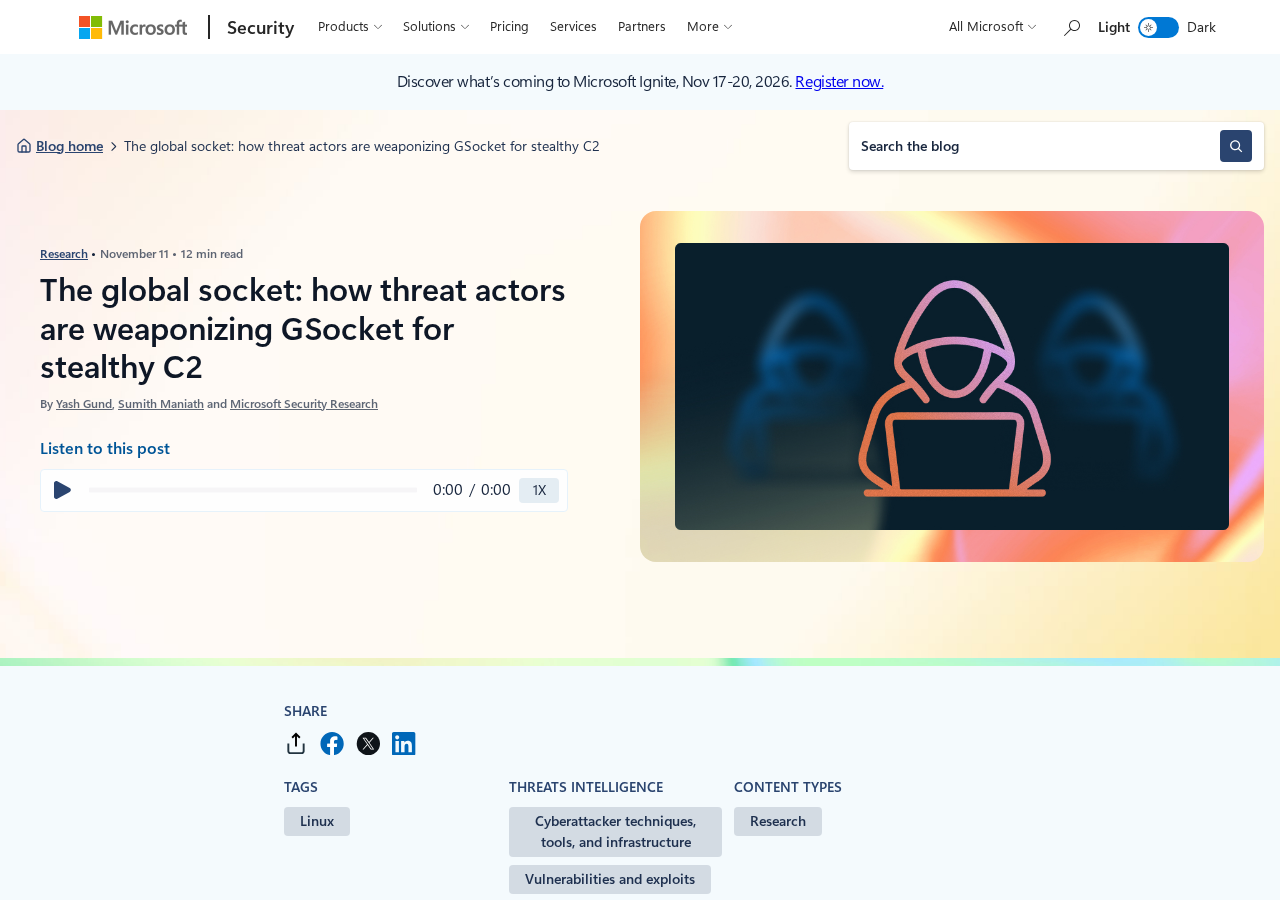 Microsoft
Security
Products
Solutions
Pricing
Services
Partners
More
All Microsoft
Light
Dark
Discover what's coming to Microsoft Ignite, Nov 17-20, 2026. Register now.
Blog home
The global socket: how threat actors are weaponizing GSocket for stealthy C2
Search the blog
Research • November 11 • 12 min read
The global socket: how threat actors
are weaponizing GSocket for
stealthy C2
By Yash Gund, Sumith Maniath and Microsoft Security Research
Listen to this post
0:00 / 0:00
1X
SHARE
TAGS
Linux
THREATS INTELLIGENCE
Cyberattacker techniques,
tools, and infrastructure
Vulnerabilities and exploits
CONTENT TYPES
Research